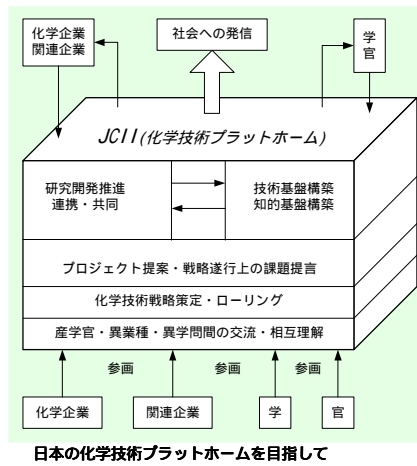 化学企業
関連企業
社会への発信
学
官
JCII(化学技術プラットホーム)
研究開発推進
連携・共同
技術基盤構築
知的基盤構築
プロジェクト提案・戦略遂行上の課題提言
化学技術戦略策定・ローリング
産学官・異業種・異学問間の交流・相互理解
参画
参画
参画
化学企業
関連企業
学
官
日本の化学技術プラットホームを目指して